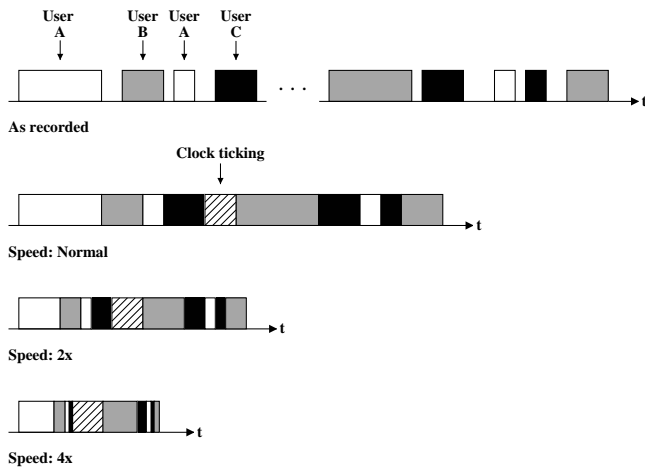 User User User User
A B A C
. . .
t
As recorded
Clock ticking
t
Speed: Normal
t
Speed: 2x
t
Speed: 4x